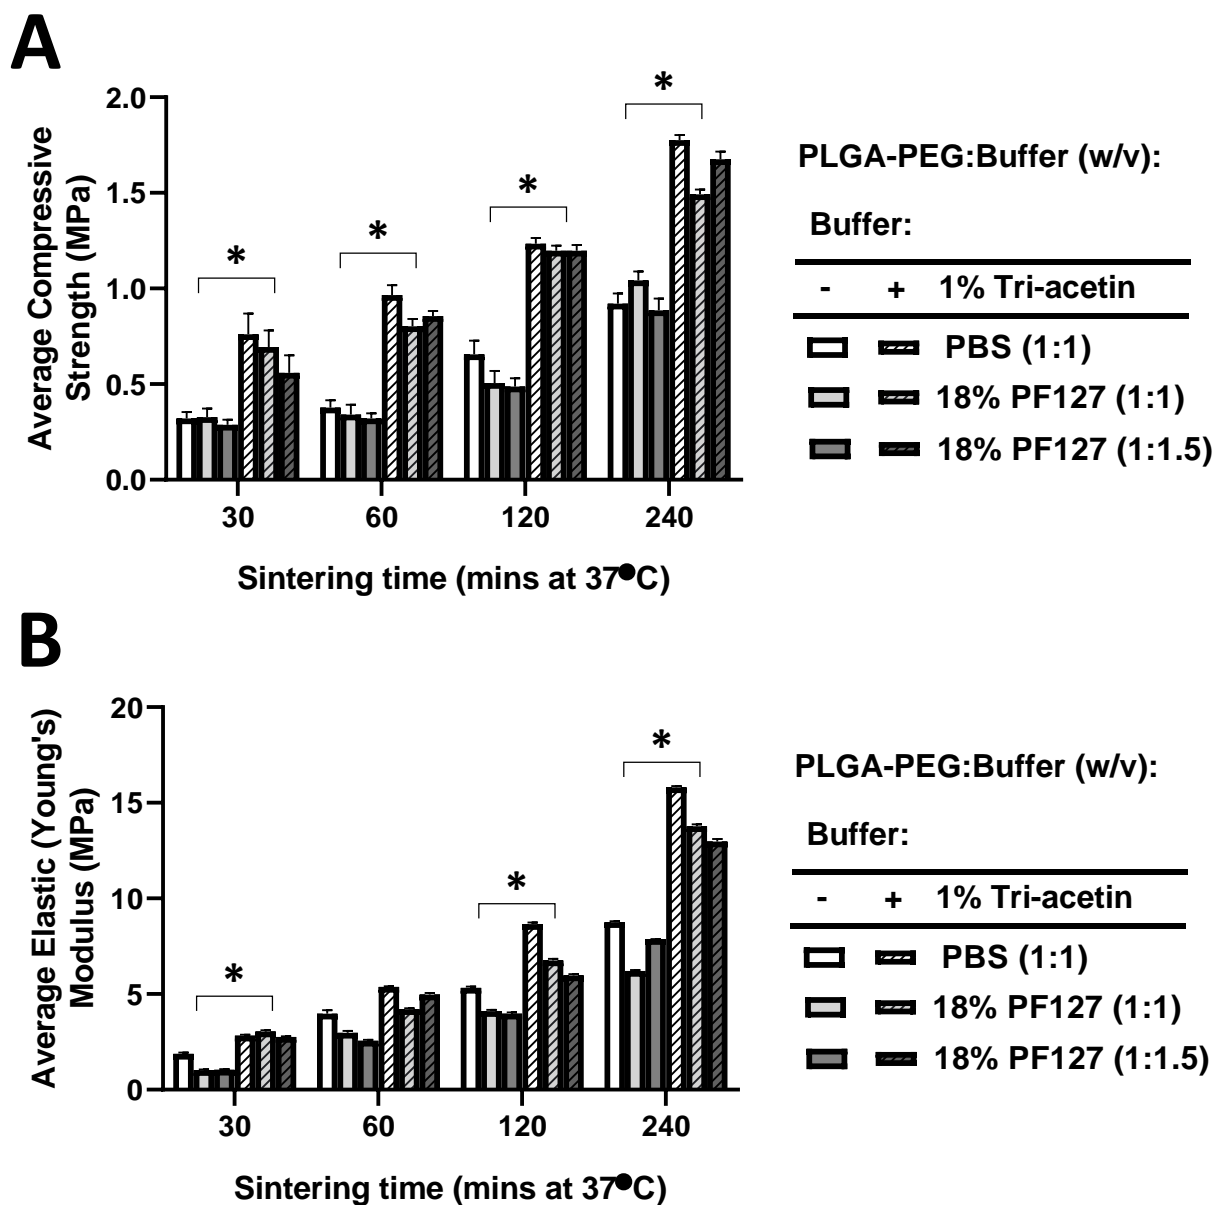 A
Average Compressive
Strength (MPa)
2.0
1.5
1.0
0.5
0.0
*
*
*
*
30 60 120 240
Sintering time (mins at 37●C)
PLGA-PEG:Buffer (w/v):
Buffer:
- + 1% Tri-acetin
PBS (1:1)
18% PF127 (1:1)
18% PF127 (1:1.5)
B
Average Elastic (Young's)
Modulus (MPa)
20
15
10
5
0
*
*
*
30 60 120 240
Sintering time (mins at 37●C)
PLGA-PEG:Buffer (w/v):
Buffer:
- + 1% Tri-acetin
PBS (1:1)
18% PF127 (1:1)
18% PF127 (1:1.5)